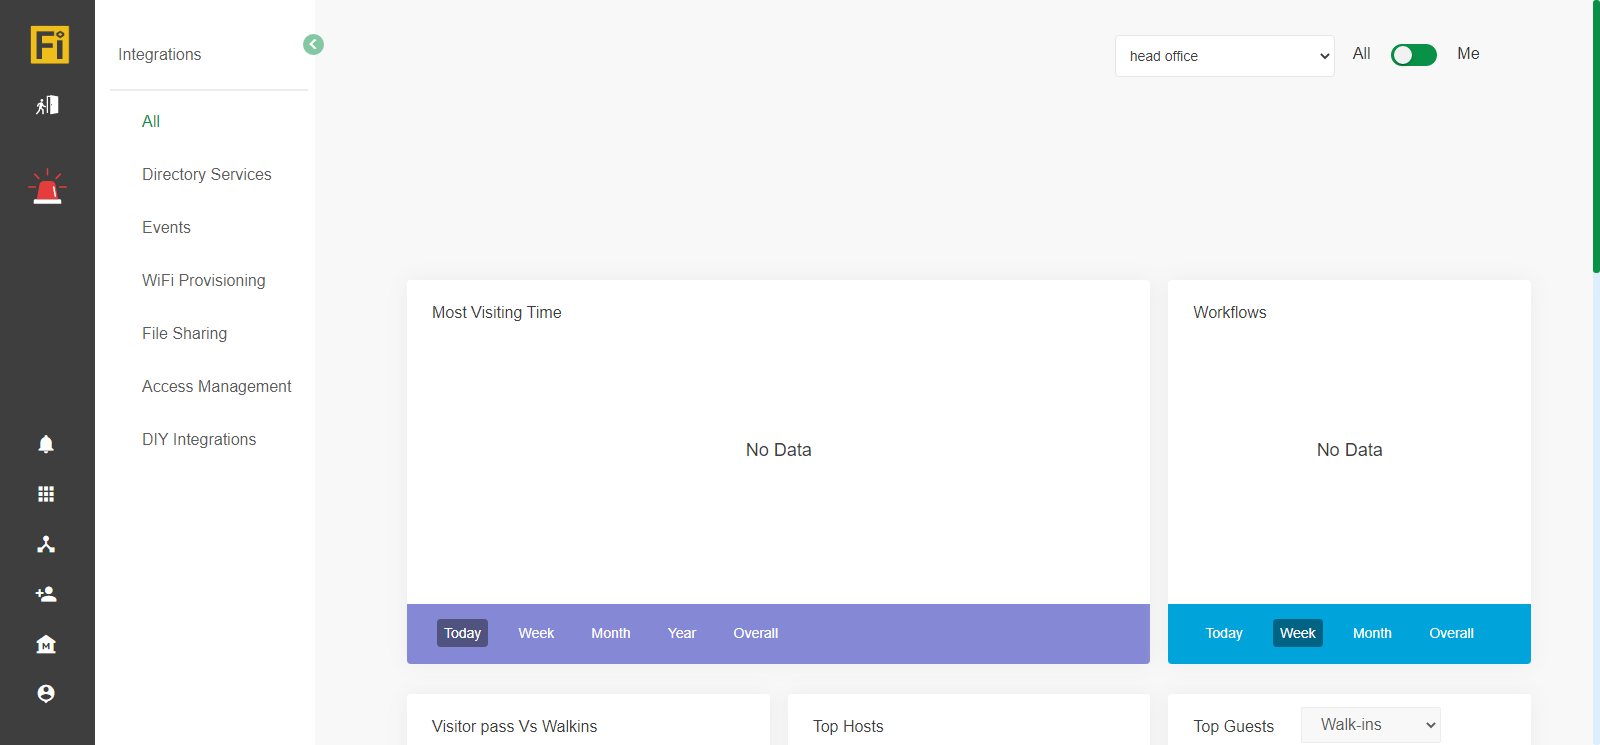 Fi
Integrations
head office
All
Me
All
Directory Services
Events
WiFi Provisioning
File Sharing
Access Management
DIY Integrations
Most Visiting Time
No Data
Today Week Month Year Overall
Workflows
No Data
Today Week Month Overall
M
Visitor pass Vs Walkins
Top Hosts
Top Guests
Walk-ins